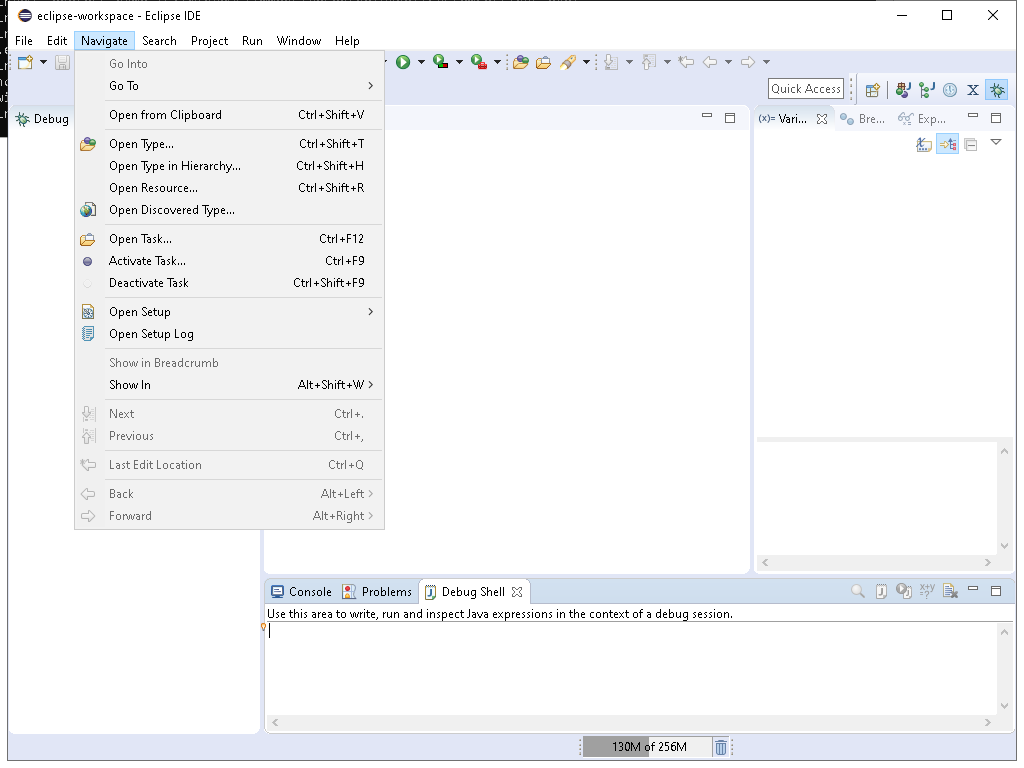 eclipse-workspace - Eclipse IDE
File Edit Navigate Search Project Run Window Help
Quick Access
Debug
(x)= Vari... Bre... Exp...
Go Into
Go To
Open from Clipboard Ctrl+Shift+V
Open Type... Ctrl+Shift+T
Open Type in Hierarchy... Ctrl+Shift+H
Open Resource... Ctrl+Shift+R
Open Discovered Type...
Open Task... Ctrl+F12
Activate Task... Ctrl+F9
Deactivate Task Ctrl+Shift+F9
Open Setup
Open Setup Log
Show in Breadcrumb
Show In Alt+Shift+W
Next Ctrl+.
Previous Ctrl+,
Last Edit Location Ctrl+Q
Back Alt+Left
Forward Alt+Right
Console Problems Debug Shell
Use this area to write, run and inspect Java expressions in the context of a debug session.
130M of 256M